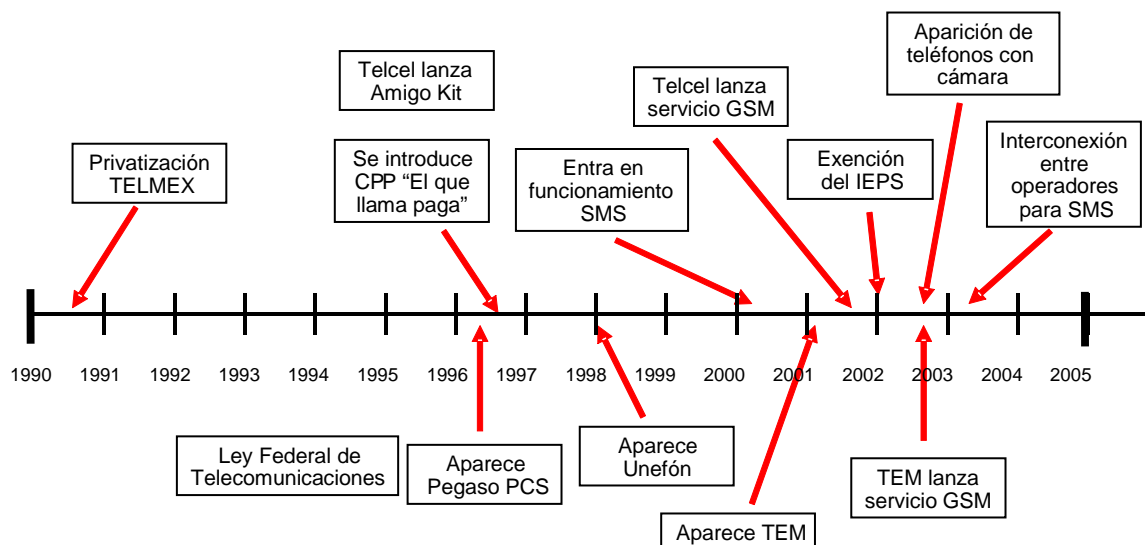 Telcel lanza
Amigo Kit
Telcel lanza
servicio GSM
Aparición de
teléfonos con
cámara
Privatización
TELMEX
Se introduce
CPP “El que
llama paga”
Entra en
funcionamiento
SMS
Exención
del IEPS
Interconexión
entre
operadores
para SMS
1990 1991 1992 1993 1994 1995 1996 1997 1998 1999 2000 2001 2002 2003 2004 2005
Ley Federal de
Telecomunicaciones
Aparece
Pegaso PCS
Aparece
Unefón
Aparece TEM
TEM lanza
servicio GSM